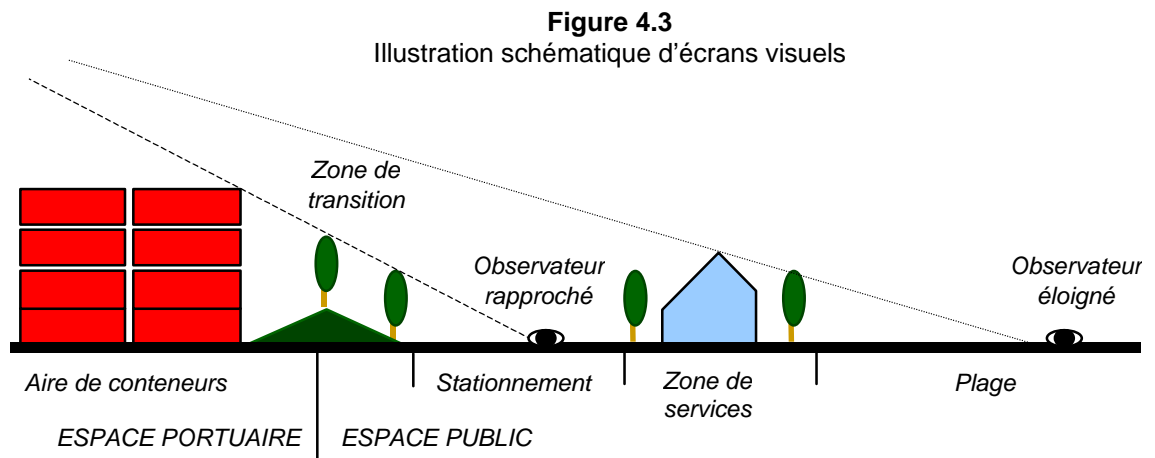 Figure 4.3
Illustration schématique d'écrans visuels
Zone de
transition
Observateur
rapproché
Observateur
éloigné
Aire de conteneurs
Stationnement
Zone de
services
Plage
ESPACE PORTUAIRE
ESPACE PUBLIC